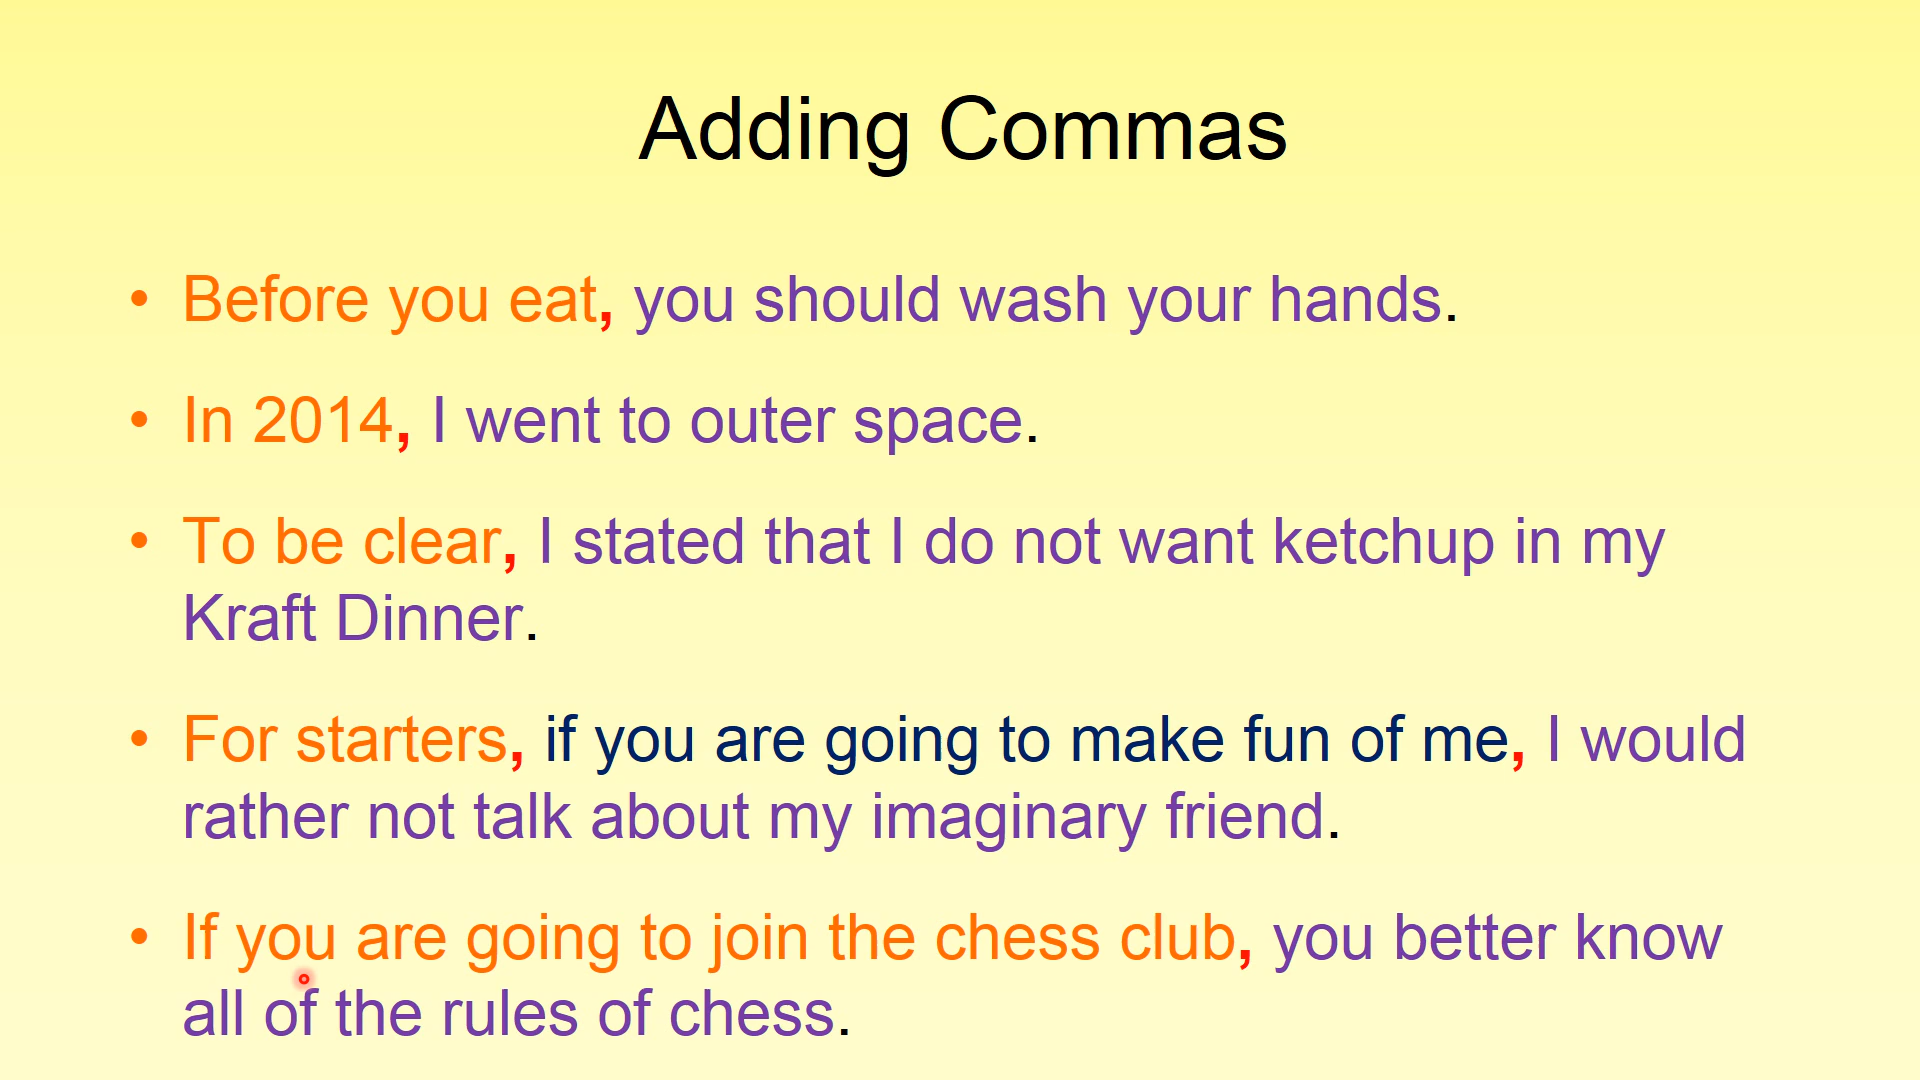 Adding Commas
• Before you eat, you should wash your hands.
• In 2014, I went to outer space.
• To be clear, I stated that I do not want ketchup in my
Kraft Dinner.
• For starters, if you are going to make fun of me, I would
rather not talk about my imaginary friend.
• If you are going to join the chess club, you better know
all of the rules of chess.